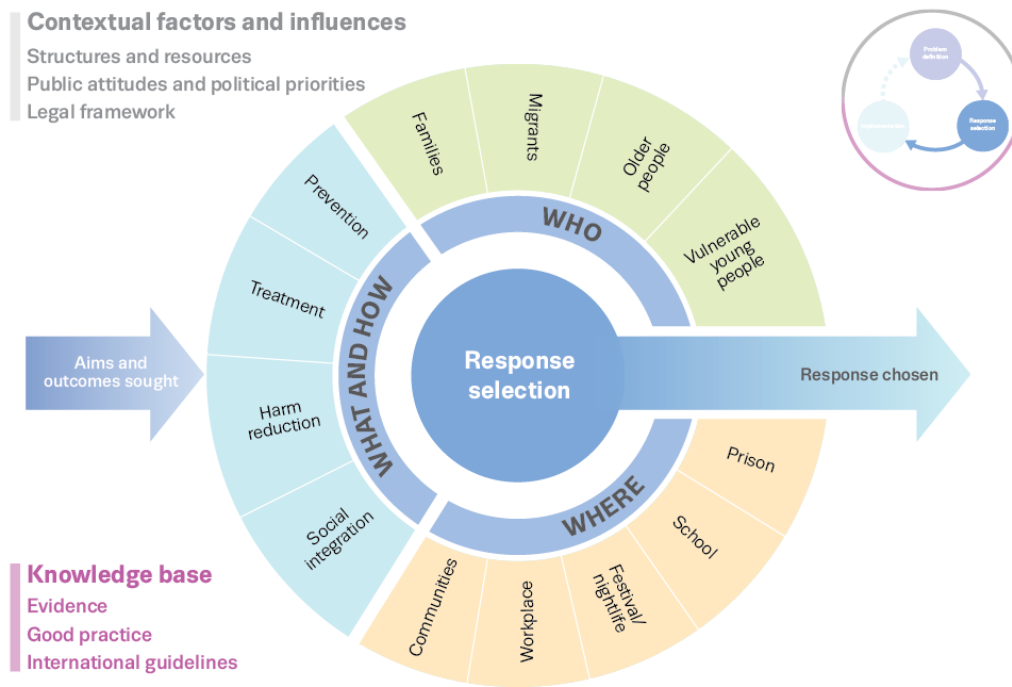 Contextual factors and influences
Structures and resources
Public attitudes and political priorities
Legal framework
Problem
definition
Response
selection
Families
Migrants
Older
people
Vulnerable
young
people
WHO
Prevention
Treatment
Harm
reduction
Social
integration
WHAT AND HOW
Aims and
outcomes sought
Response
selection
Response chosen
WHERE
Prison
School
Festival/
nightlife
Workplace
Communities
Knowledge base
Evidence
Good practice
International guidelines